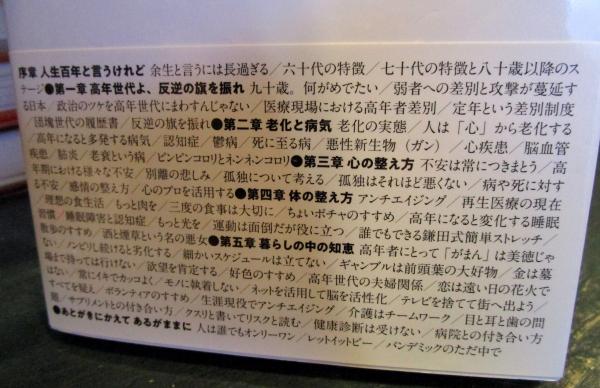 序章 人生百年と言うけれど 余生と言うには長過ぎる／六十代の特徴／七十代の特徴と八十歳以降のス
テージ●第一章 高年世代よ、反逆の旗を振れ 九十歳。何がめでたい／弱者への差別と攻撃が蔓延す
る日本／政治のツケを高年世代にまわすんじゃない／医療現場における高年者差別／定年という差別制度
／団塊世代の履歴書／反逆の旗を振れ●第二章 老化と病気 老化の実態／人は「心」から老化する
／高年になると多発する病気／認知症／鬱病／死に至る病／悪性新生物（ガン）／心疾患／脳血管
疾患／肺炎／老衰という病／ピンピンコロリとネンネンコロリ●第三章 心の整え方 不安は常につきまとう／高
年期における様々な不安／別離の悲しみ／孤独について考える／孤独はそれほど悪くない／病や死に対す
る不安／感情の整え方／心のプロを活用する●第四章 体の整え方 アンチエイジング／再生医療の現在
／理想の食生活／もっと肉を／三度の食事は大切に／ちょいポチャのすすめ／高年になると変化する睡眠
習慣／睡眠障害と認知症／もっと光を／運動は面倒だが役に立つ／誰でもできる鎌田式簡単ストレッチ／
散歩のすすめ／酒と煙草という名の悪女●第五章 暮らしの中の知恵 高年者にとって「がまん」は美徳じゃ
ない／ノンビリし続けると劣化する／細かいスケジュールは立てない／ギャンブルは前頭葉の大好物／金は墓
場まで持っては行けない／欲望を肯定する／好色のすすめ／高年世代の夫婦関係／恋は遠い日の花火で
はない／常にイキでカッコよく／モノに執着しない／ネットを活用して脳を活性化／テレビを捨てて街へ出よう／
すべてを疑え／ボランティアのすすめ／生涯現役でアンチエイジング／介護はチームワーク／目と耳と歯の問
題／サプリメントとの付き合い方／クスリと書いてリスクと読む／健康診断は受けない／病院との付き合い方
●あとがきにかえて あるがままに 人は誰でもオンリーワン／レットイットビー／パンデミックのただ中で